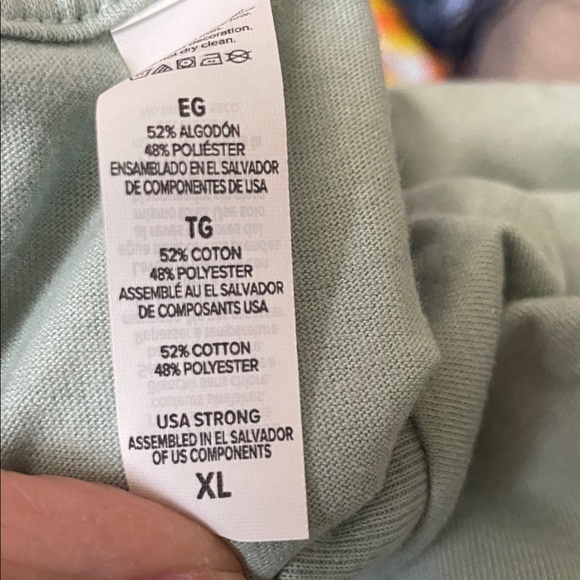 decoration.
dry clean.
EG
52% ALGODÓN
48% POLIÉSTER
ENSAMBLADO EN EL SALVADOR
DE COMPONENTES DE USA
TG
52% COTON
48% POLYESTER
ASSEMBLÉ AU EL SALVADOR
DE COMPOSANTS USA
52% COTTON
48% POLYESTER
USA STRONG
ASSEMBLED IN EL SALVADOR
OF US COMPONENTS
XL